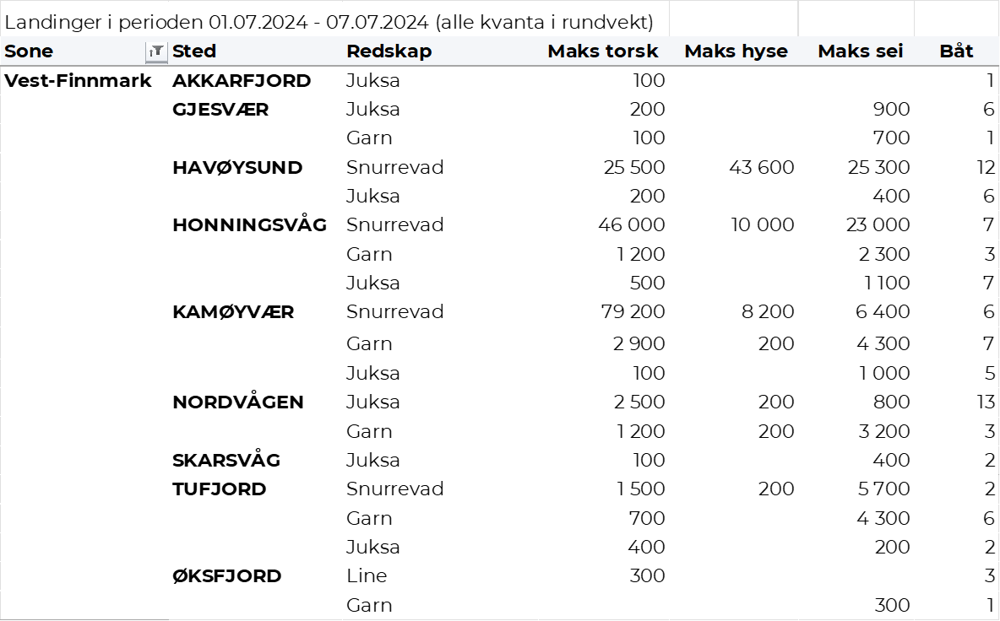 Landinger i perioden 01.07.2024 - 07.07.2024 (alle kvanta i rundvekt)
Sone Sted Redskap Maks torsk Maks hyse Maks sei Båt
Vest-Finnmark AKKARFJORD Juksa 100 1
GJESVÆR Juksa 200 900 6
Garn 100 700 1
HAVØYSUND Snurrevad 25 500 43 600 25 300 12
Juksa 200 400 6
HONNINGSVÅG Snurrevad 46 000 10 000 23 000 7
Garn 1 200 2 300 3
Juksa 500 1 100 7
KAMØYVÆR Snurrevad 79 200 8 200 6 400 6
Garn 2 900 200 4 300 7
Juksa 100 1 000 5
NORDVÅGEN Juksa 2 500 200 800 13
Garn 1 200 200 3 200 3
SKARSVÅG Juksa 100 400 2
TUFJORD Snurrevad 1 500 200 5 700 2
Garn 700 4 300 6
Juksa 400 200 2
ØKSFJORD Line 300 3
Garn 300 1